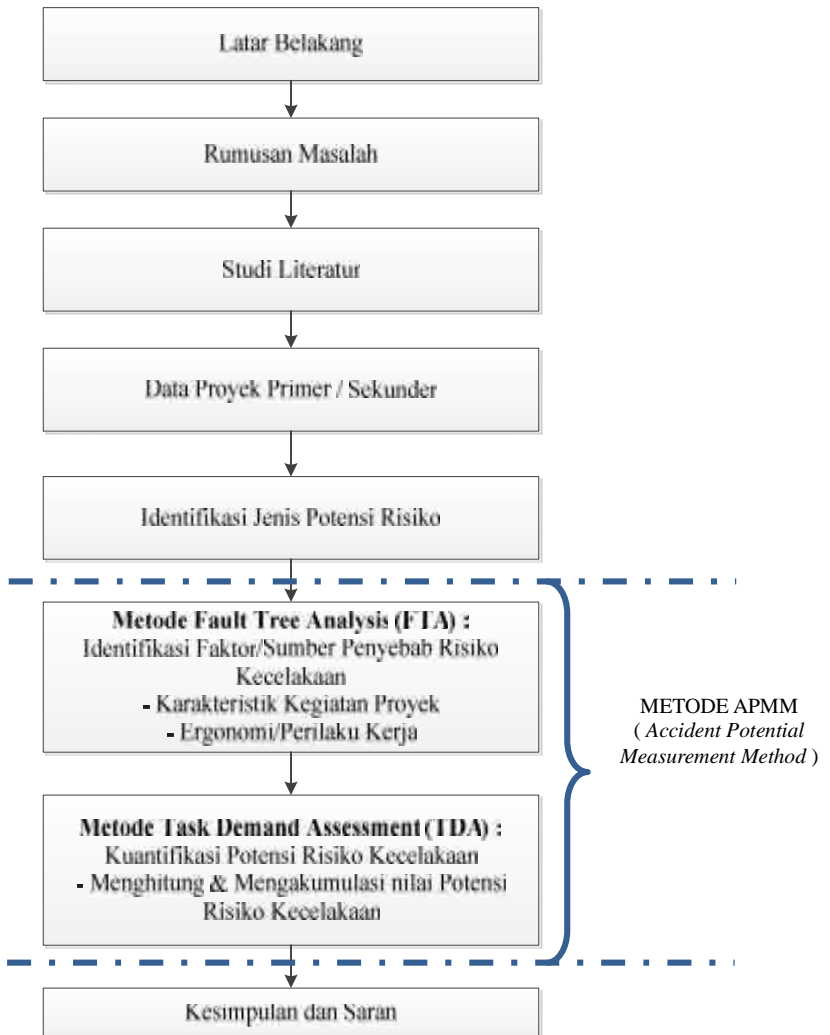 Latar Belakang
Rumusan Masalah
Studi Literatur
Data Proyek Primer / Sekunder
Identifikasi Jenis Potensi Risiko
Metode Fault Tree Analysis (FTA) :
Identifikasi Faktor/Sumber Penyebab Risiko
Kecelakaan
- Karakteristik Kegiatan Proyek
- Ergonomi/Perilaku Kerja
METODE APMM
( Accident Potential
Measurement Method )
Metode Task Demand Assessment (TDA) :
Kuantifikasi Potensi Risiko Kecelakaan
- Menghitung & Mengakumulasi nilai Potensi
Risiko Kecelakaan
Kesimpulan dan Saran